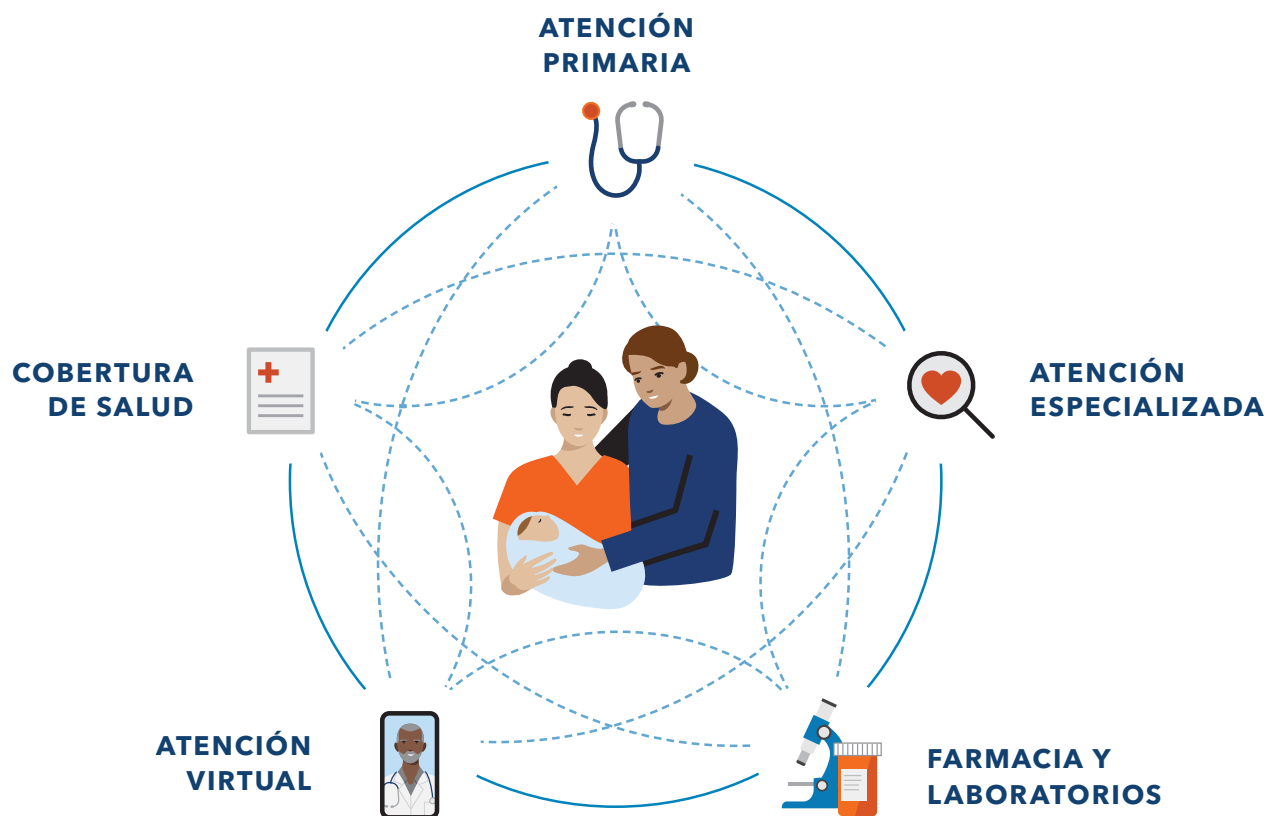 ATENCIÓN
PRIMARIA
COBERTURA
DE SALUD
ATENCIÓN
ESPECIALIZADA
ATENCIÓN
VIRTUAL
FARMACIA Y
LABORATORIOS